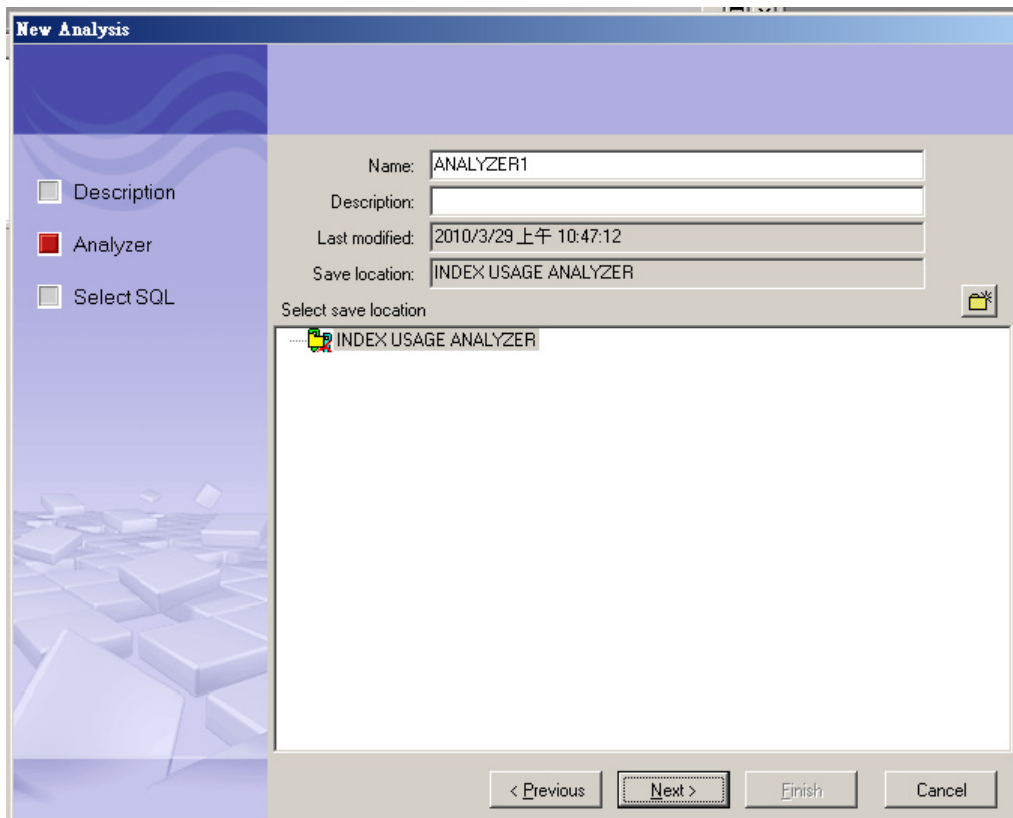 New Analysis
Description
Analyzer
Select SQL
Name: ANALYZER1
Description:
Last modified: 2010/3/29 上午 10:47:12
Save location: INDEX USAGE ANALYZER
Select save location
INDEX USAGE ANALYZER
< Previous
Next >
Finish
Cancel